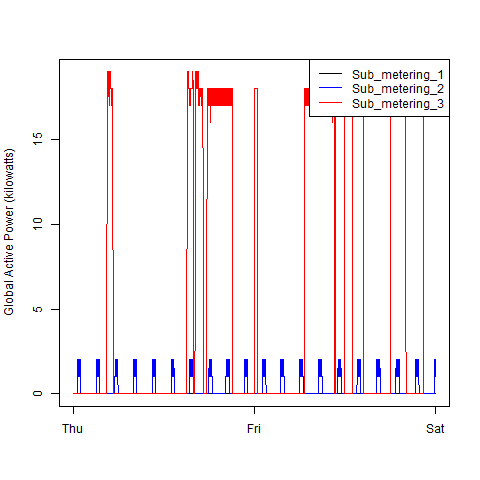 Sub_metering_1
Sub_metering_2
Sub_metering_3
Global Active Power (kilowatts)
15
10
5
0
Thu
Fri
Sat